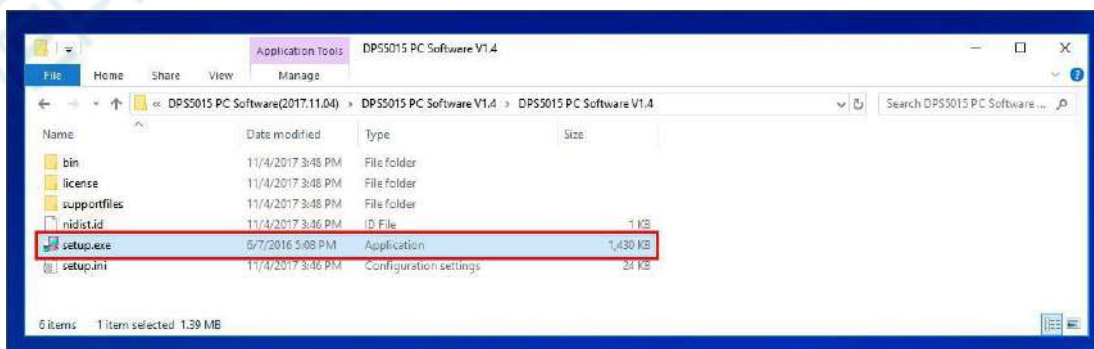 Application Tools DPS5015 PC Software V1.4
File Home Share View Manage
« DPS5015 PC Software(2017.11.04) › DPS5015 PC Software V1.4 › DPS5015 PC Software V1.4 Search DPS5015 PC Software ...
Name Date modified Type Size
bin 11/4/2017 3:48 PM File folder
license 11/4/2017 3:48 PM File folder
supportfiles 11/4/2017 3:48 PM File folder
nidist.id 11/4/2017 3:46 PM ID File 1 KB
setup.exe 6/7/2016 5:08 PM Application 1,430 KB
setup.ini 11/4/2017 3:46 PM Configuration settings 24 KB
6 items 1 item selected 1.39 MB